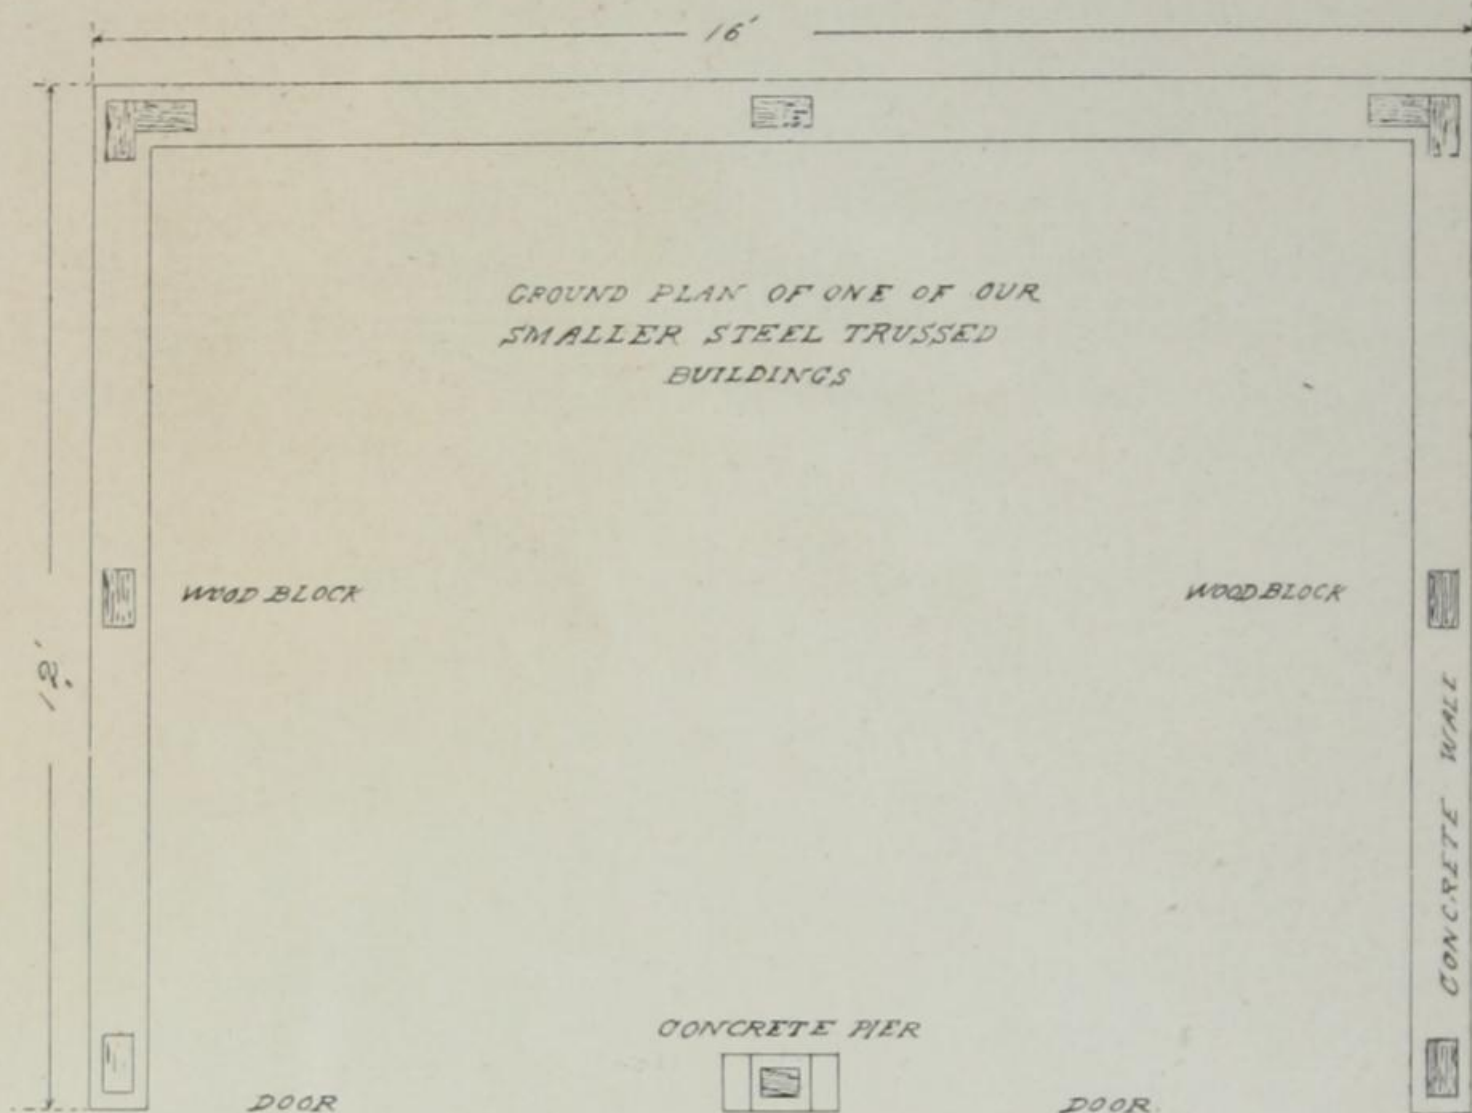 16'
GROUND PLAN OF ONE OF OUR
SMALLER STEEL TRUSSED
BUILDINGS
WOOD BLOCK
WOOD BLOCK
12'
CONCRETE WALL
CONCRETE PIER
DOOR
DOOR